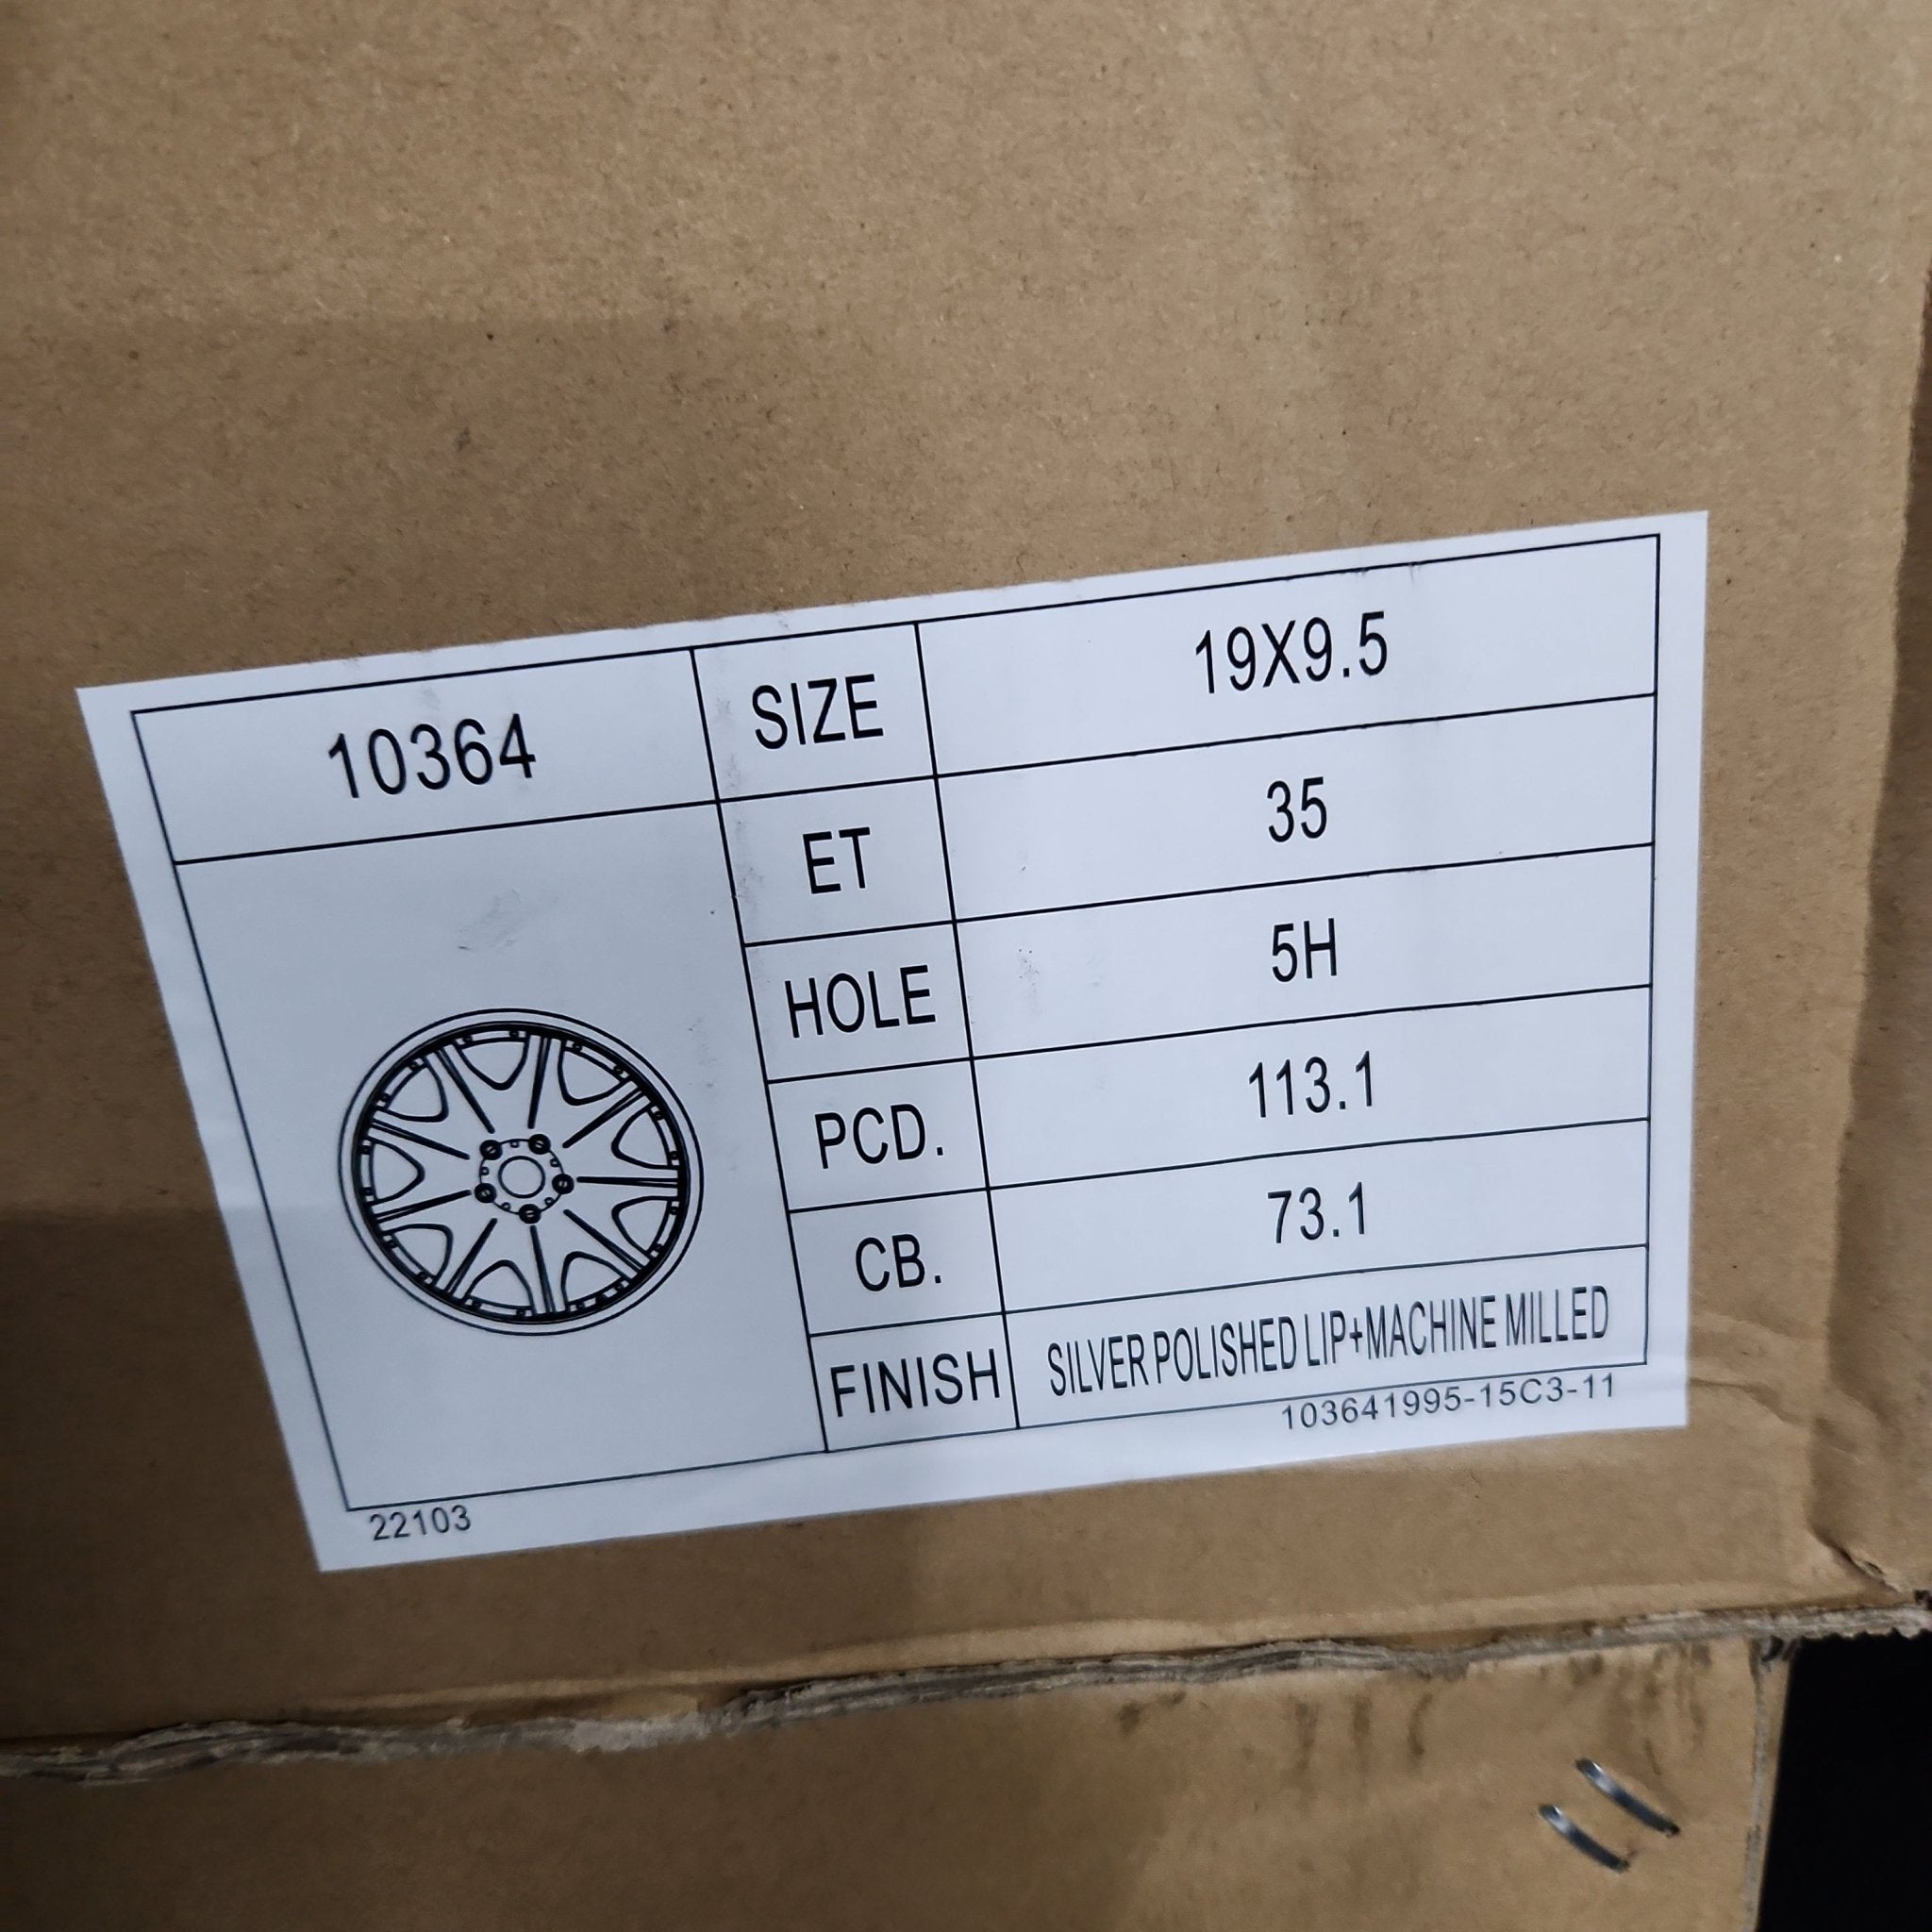 10364
SIZE 19X9.5
ET 35
HOLE 5H
PCD. 113.1
CB. 73.1
FINISH SILVER POLISHED LIP+MACHINE MILLED
103641995-15C3-11
22103